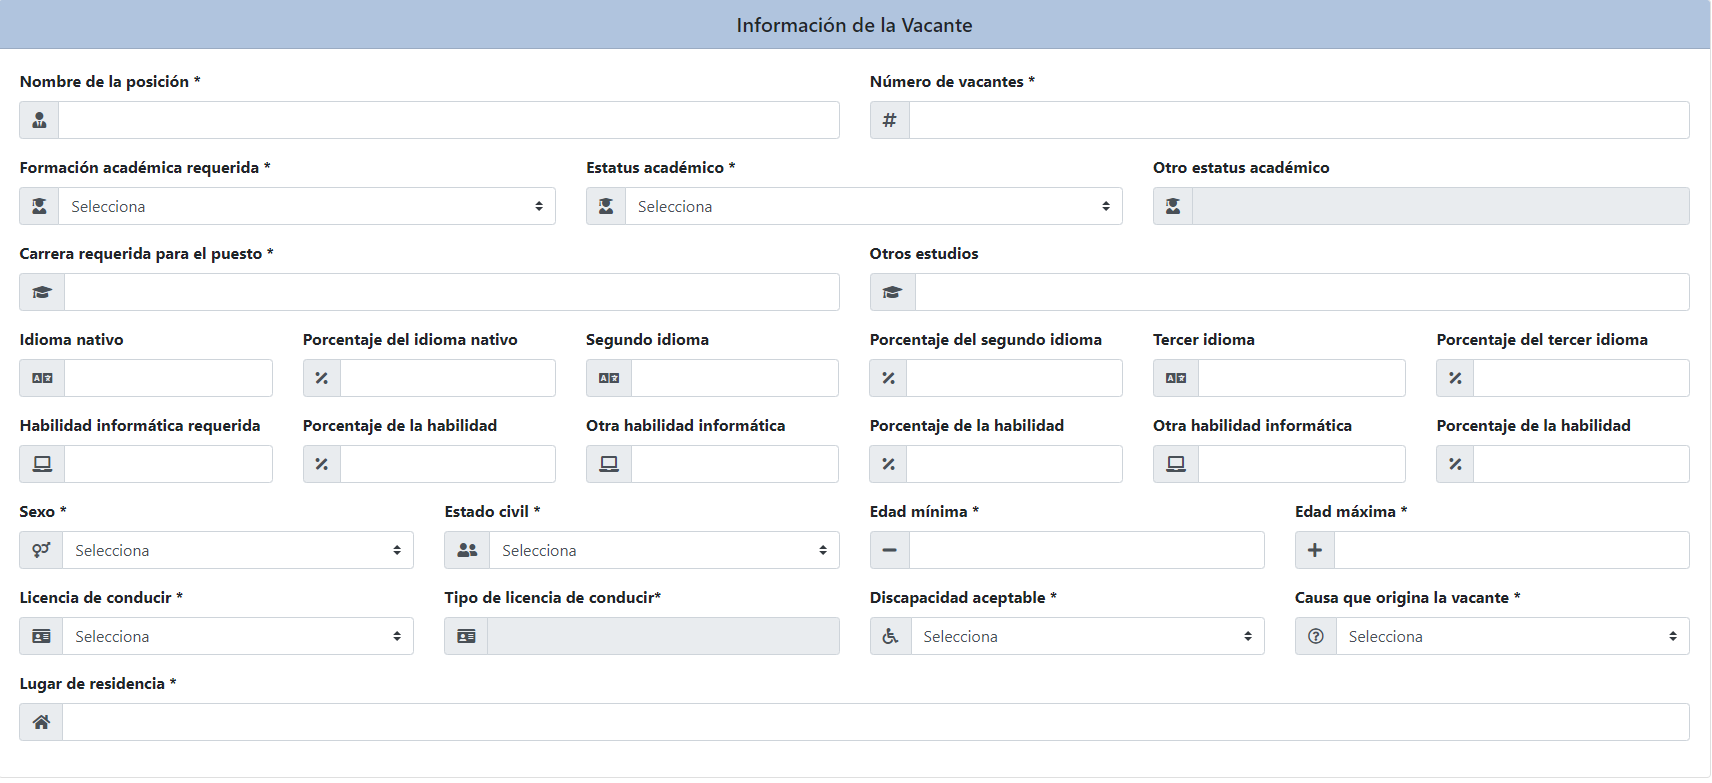 Información de la Vacante
Nombre de la posición * Número de vacantes *
#
Formación académica requerida * Estatus académico * Otro estatus académico
Selecciona Selecciona
Carrera requerida para el puesto * Otros estudios
Idioma nativo Porcentaje del idioma nativo Segundo idioma Porcentaje del segundo idioma Tercer idioma Porcentaje del tercer idioma
Habilidad informática requerida Porcentaje de la habilidad Otra habilidad informática Porcentaje de la habilidad Otra habilidad informática Porcentaje de la habilidad
Sexo * Estado civil * Edad mínima * Edad máxima *
Selecciona Selecciona
Licencia de conducir * Tipo de licencia de conducir* Discapacidad aceptable * Causa que origina la vacante *
Selecciona Selecciona Selecciona
Lugar de residencia *